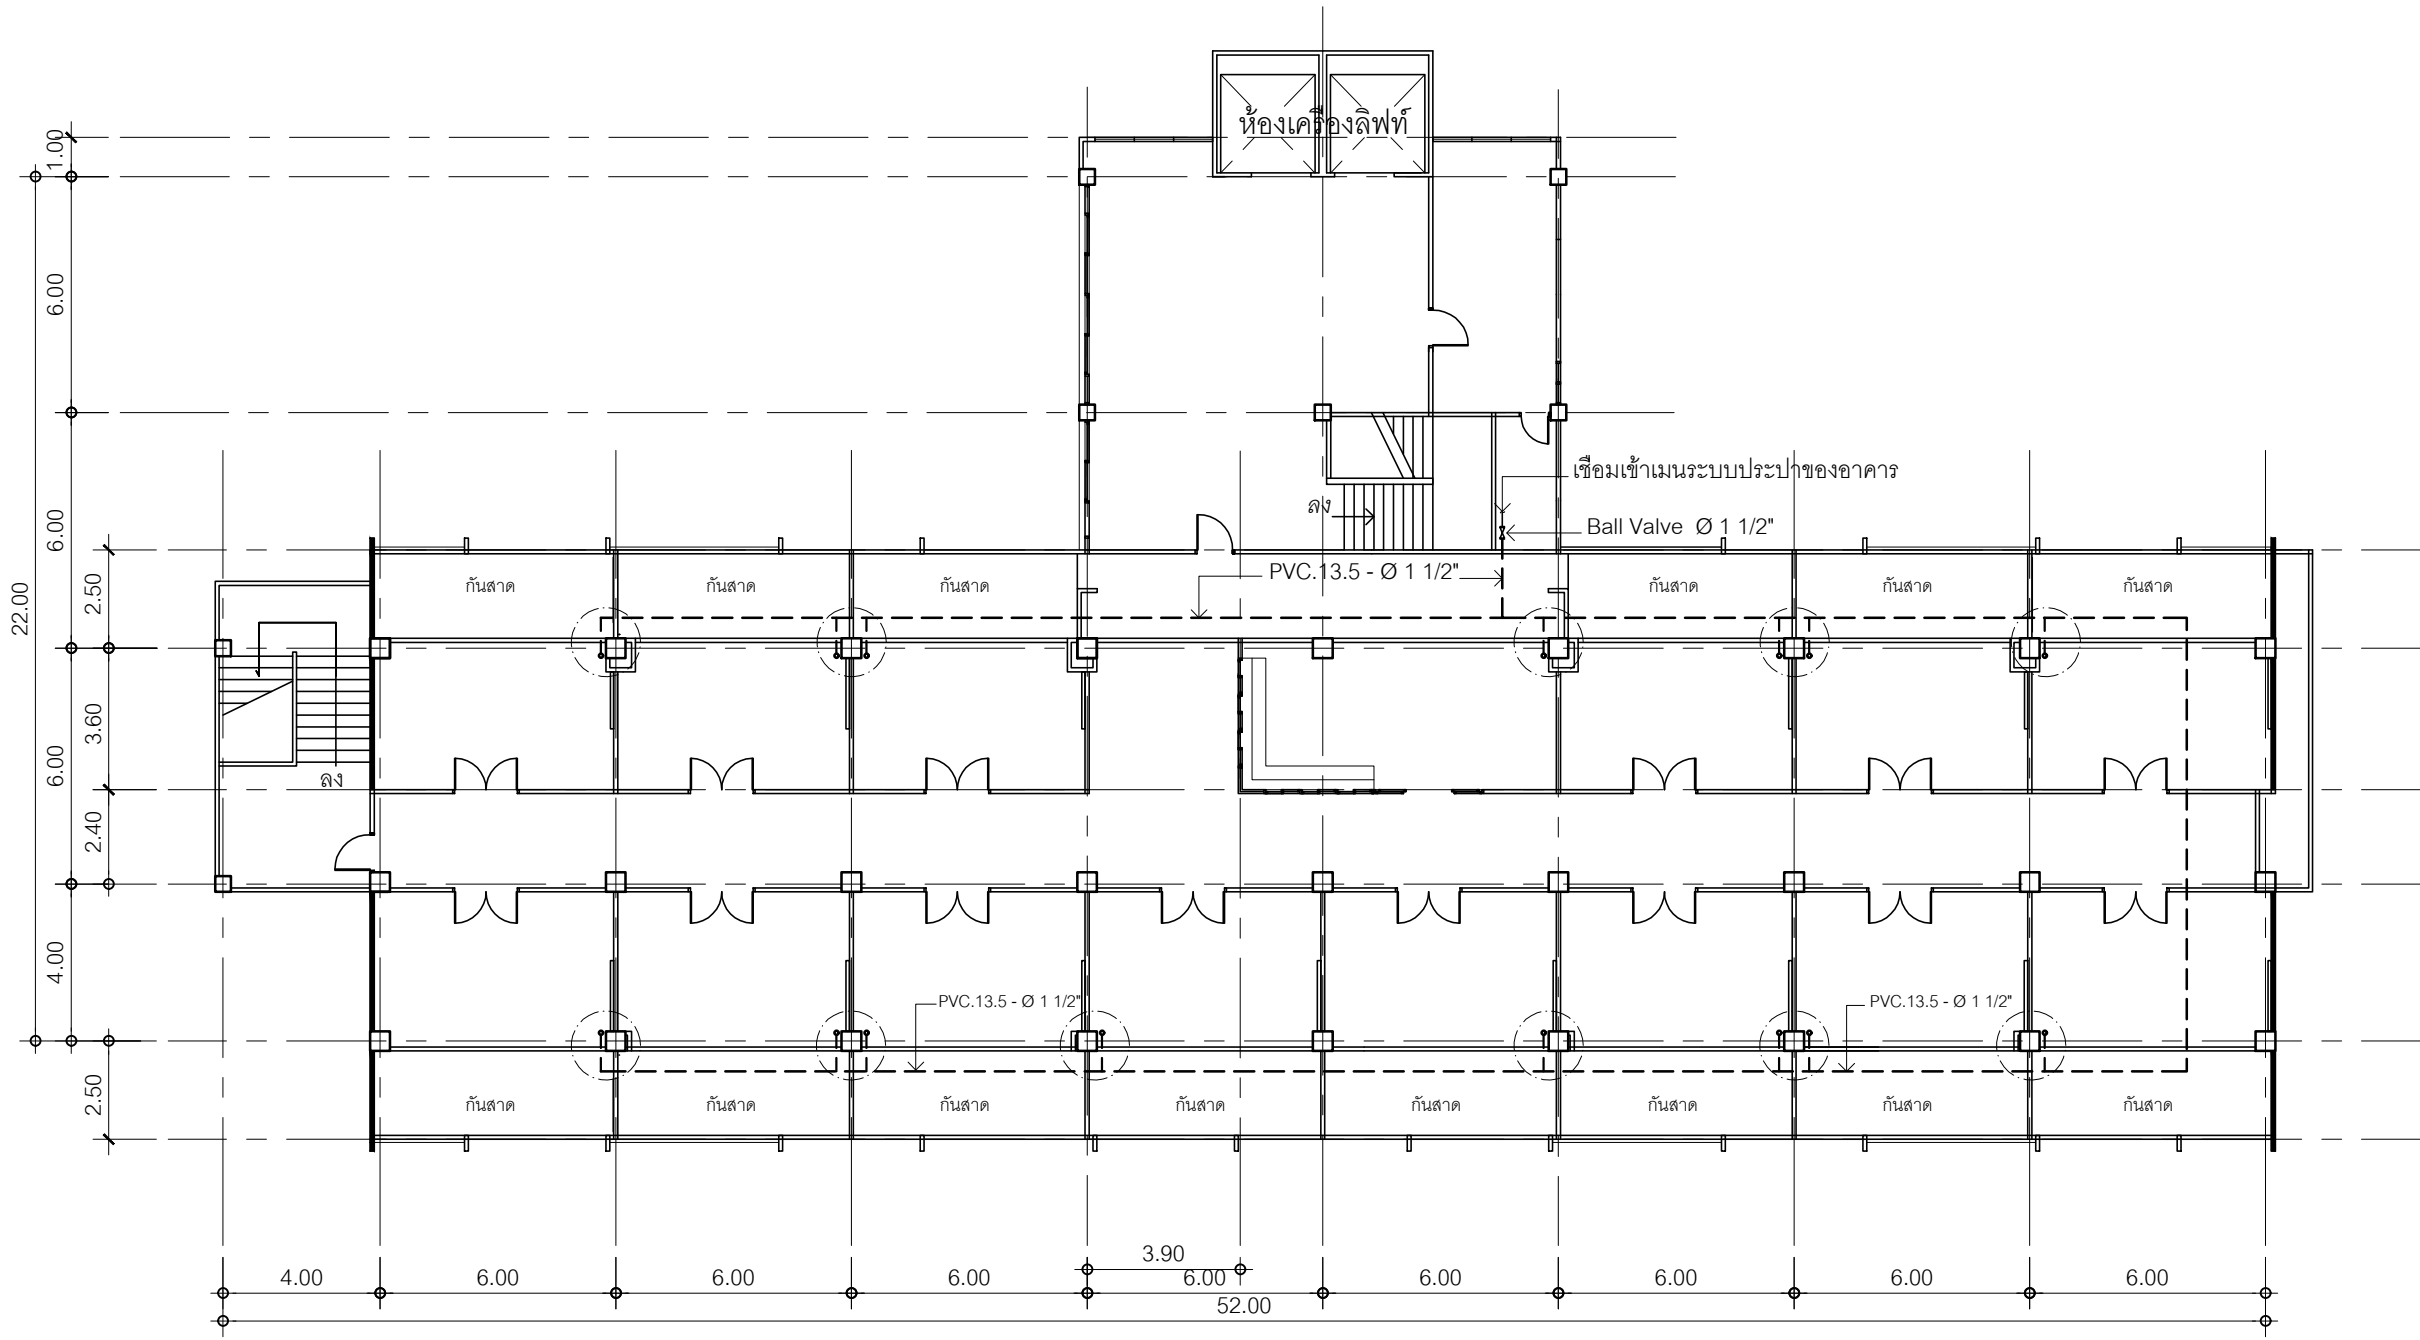 ห้องเครื่องลิฟท์
1.00
6.00
เชื่อมเข้าเมนระบบประปาของอาคาร
ลง
6.00
Ball Valve Ø 1 1/2"
PVC.13.5 - Ø 1 1/2"
22.00
2.50
กันสาด กันสาด กันสาด กันสาด กันสาด กันสาด
3.60
6.00
ลง
2.40
4.00
PVC.13.5 - Ø 1 1/2" PVC.13.5 - Ø 1 1/2"
2.50
กันสาด กันสาด กันสาด กันสาด กันสาด กันสาด กันสาด กันสาด
3.90
4.00 6.00 6.00 6.00 6.00 6.00 6.00 6.00 6.00
52.00